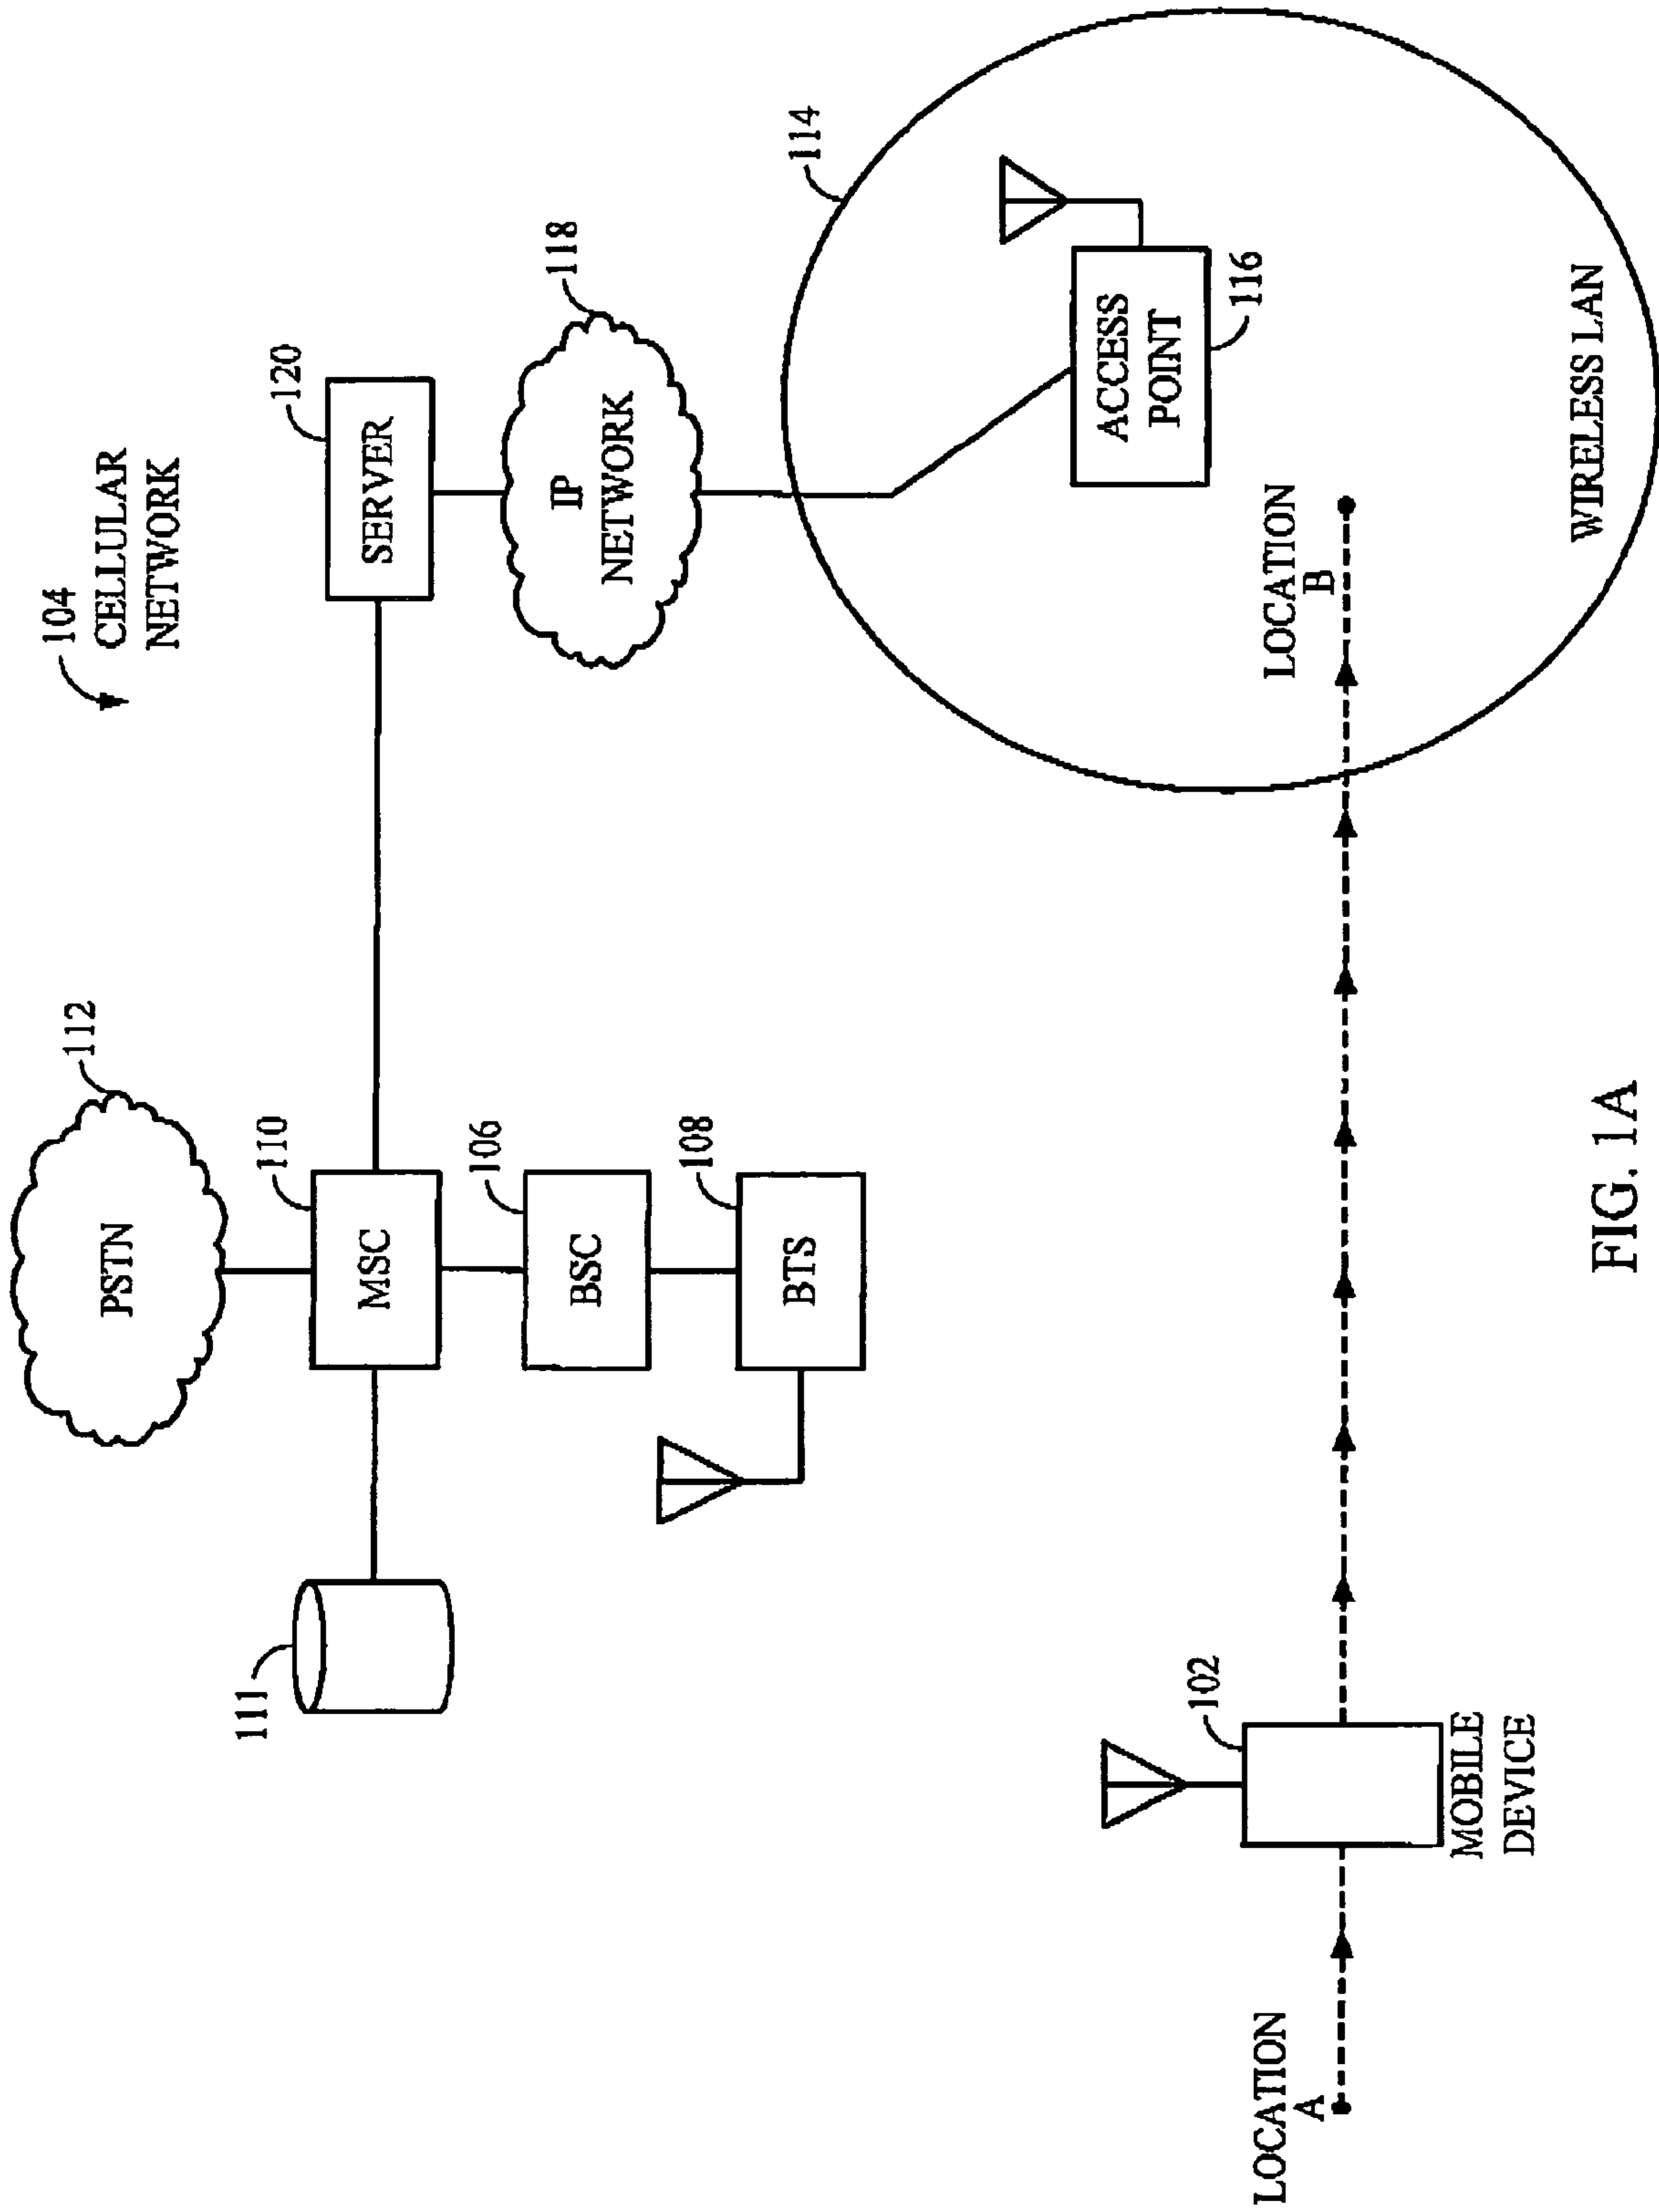 104
CELLULAR
NETWORK
PSTN
112
111
MSC
110
SERVER
120
BSC
106
IP
NETWORK
118
BTS
108
114
ACCESS
POINT
116
102
MOBILE
DEVICE
LOCATION
A
LOCATION
B
WIRELESS LAN
FIG. 1A